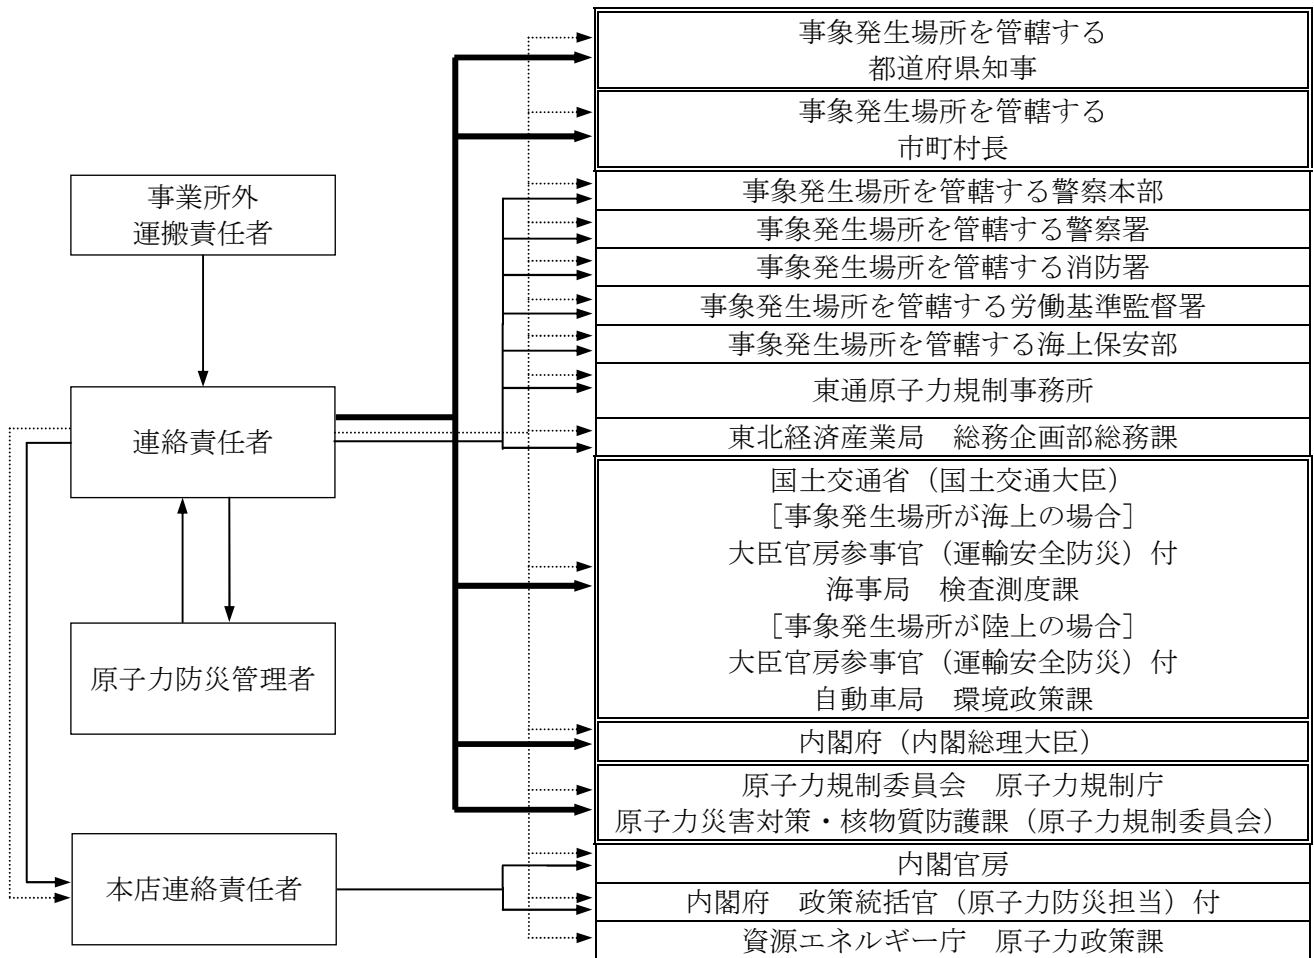 事業所外
運搬責任者
連絡責任者
原子力防災管理者
本店連絡責任者
事象発生場所を管轄する
都道府県知事
事象発生場所を管轄する
市町村長
事象発生場所を管轄する警察本部
事象発生場所を管轄する警察署
事象発生場所を管轄する消防署
事象発生場所を管轄する労働基準監督署
事象発生場所を管轄する海上保安部
東通原子力規制事務所
東北経済産業局　総務企画部総務課
国土交通省（国土交通大臣）
［事象発生場所が海上の場合］
大臣官房参事官（運輸安全防災）付
海事局　検査測度課
［事象発生場所が陸上の場合］
大臣官房参事官（運輸安全防災）付
自動車局　環境政策課
内閣府（内閣総理大臣）
原子力規制委員会　原子力規制庁
原子力災害対策・核物質防護課（原子力規制委員会）
内閣官房
内閣府　政策統括官（原子力防災担当）付
資源エネルギー庁　原子力政策課